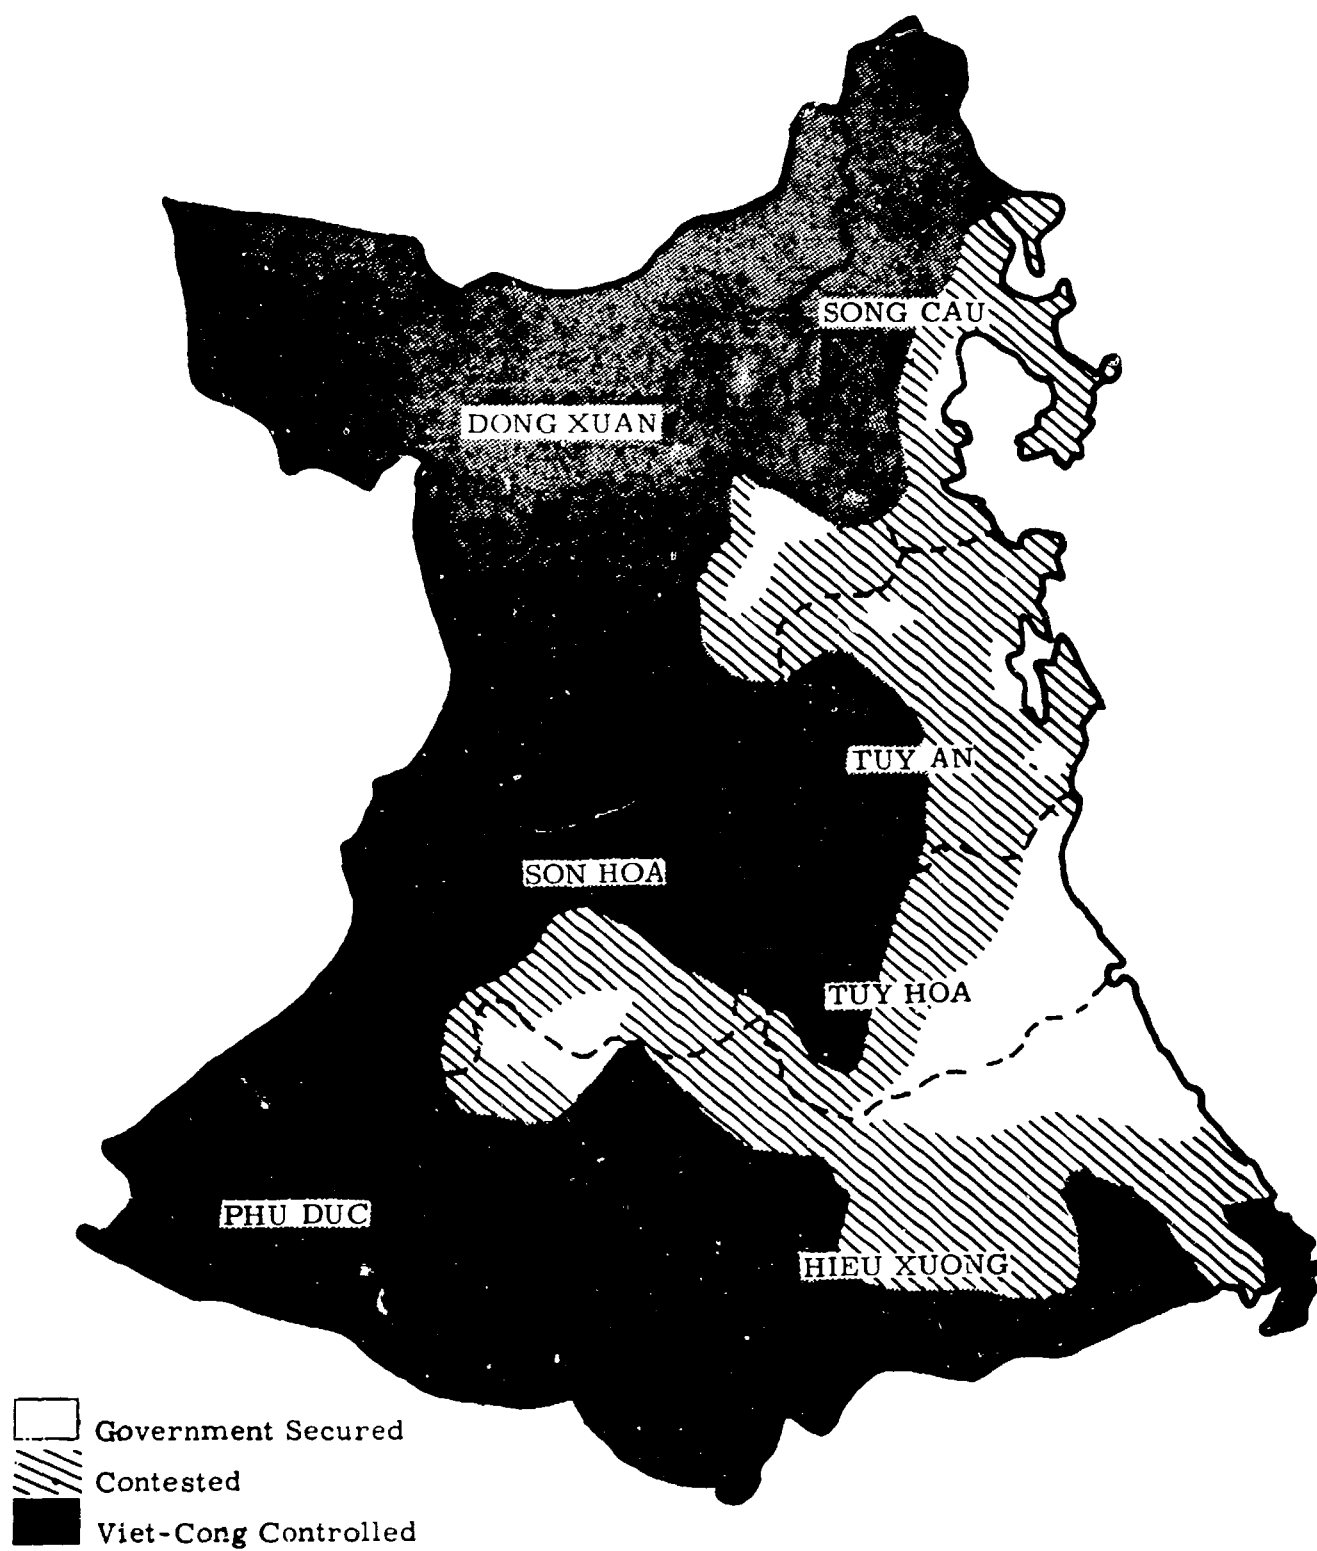 SONG CAU
DONG XUAN
TUY AN
SON HOA
TUY HOA
PHU DUC
HIEU XUONG
Government Secured
Contested
Viet-Cong Controlled